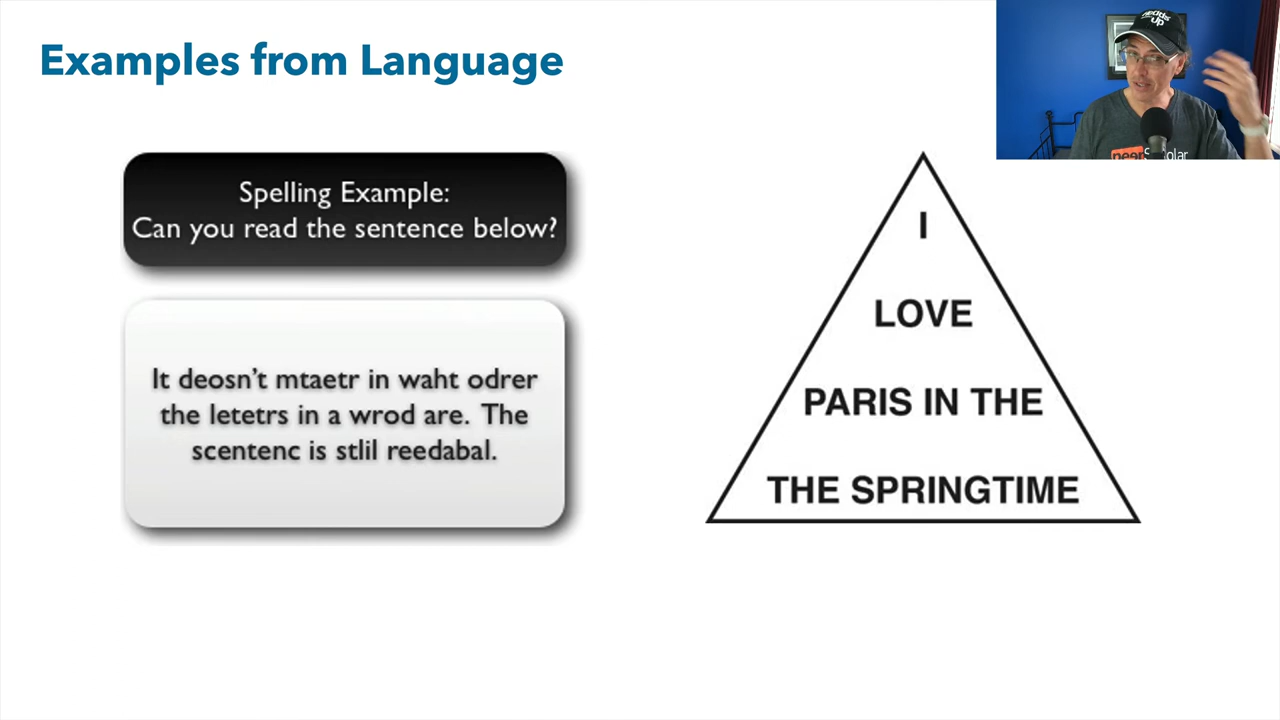 Examples from Language
Spelling Example:
Can you read the sentence below?
It deosn't mtaetr in waht odrer
the letetrs in a wrod are. The
scentenc is stlil reedabal.
I
LOVE
PARIS IN THE
THE SPRINGTIME